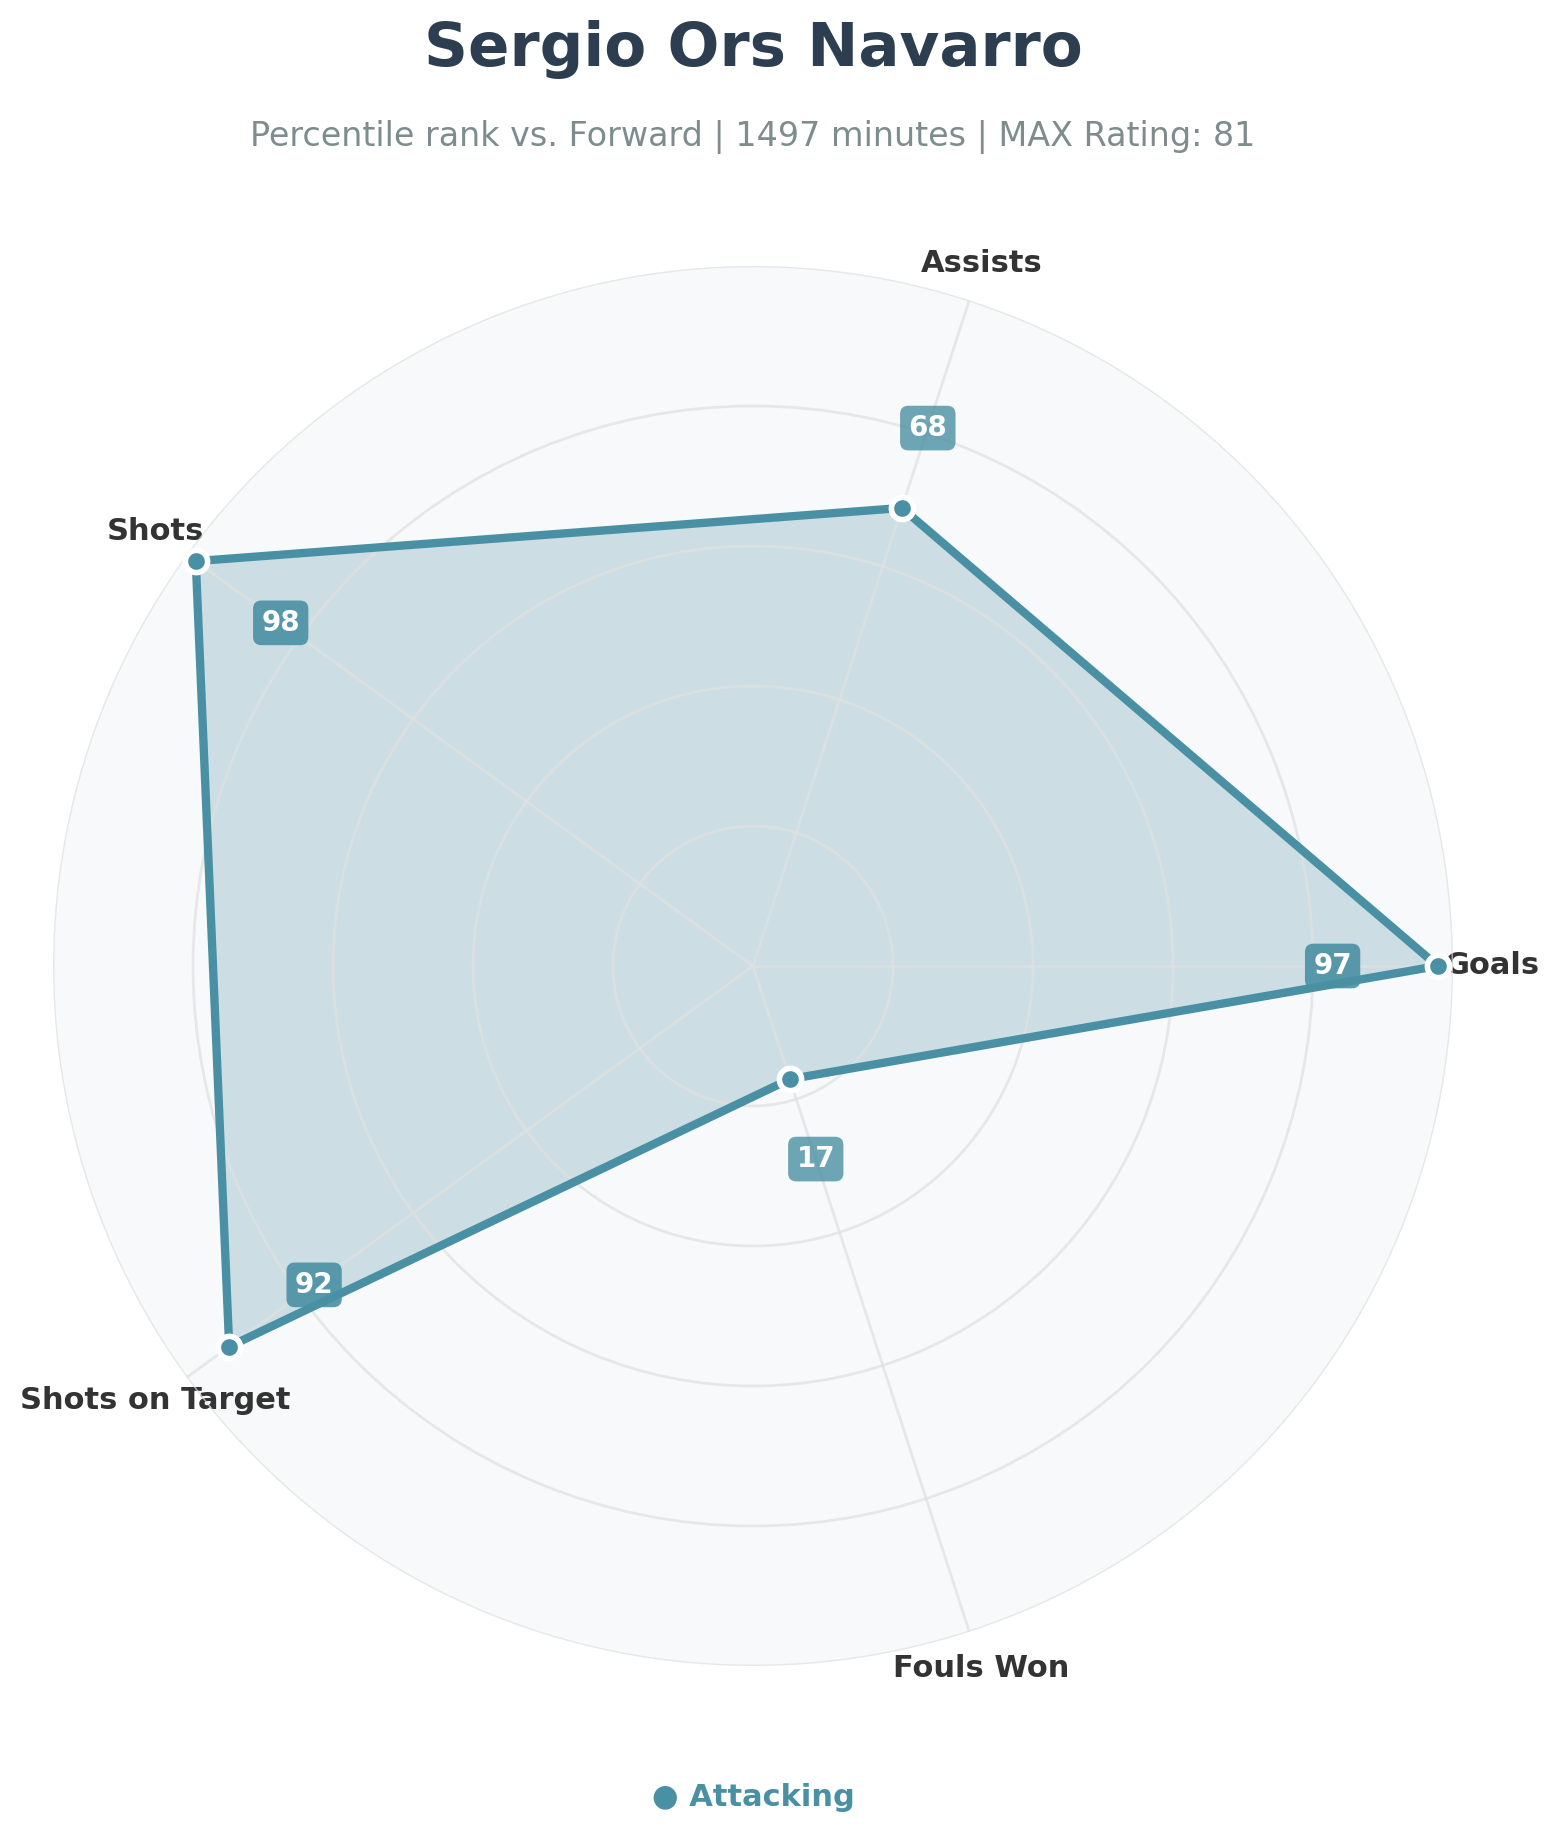 Sergio Ors Navarro
Percentile rank vs. Forward | 1497 minutes | MAX Rating: 81
Assists
68
Shots
98
97
Goals
17
92
Shots on Target
Fouls Won
Attacking